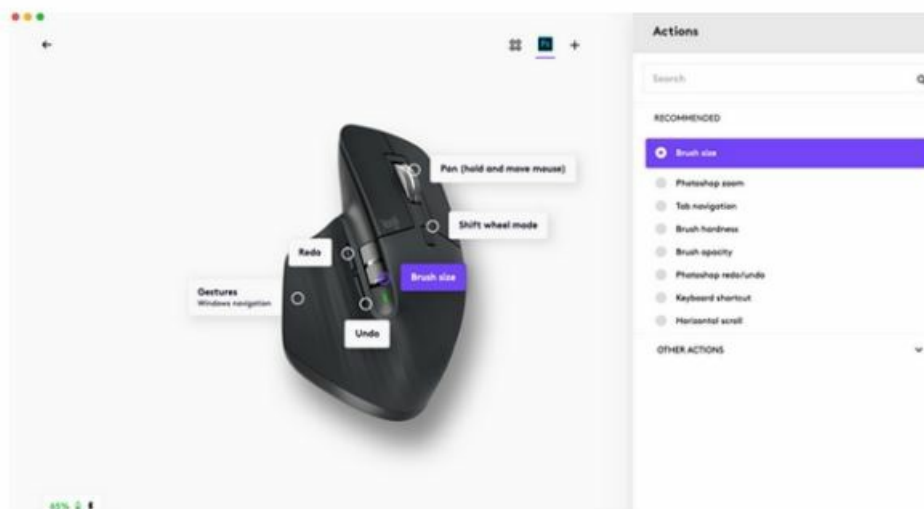 Actions
Search
RECOMMENDED
Brush size
Photoshop zoom
Tab navigation
Brush hardness
Brush opacity
Photoshop redo/undo
Keyboard shortcut
Horizontal scroll
OTHER ACTIONS
Pan (hold and move mouse)
Shift wheel mode
Redo
Brush size
Gestures
Windows navigation
Undo
65%